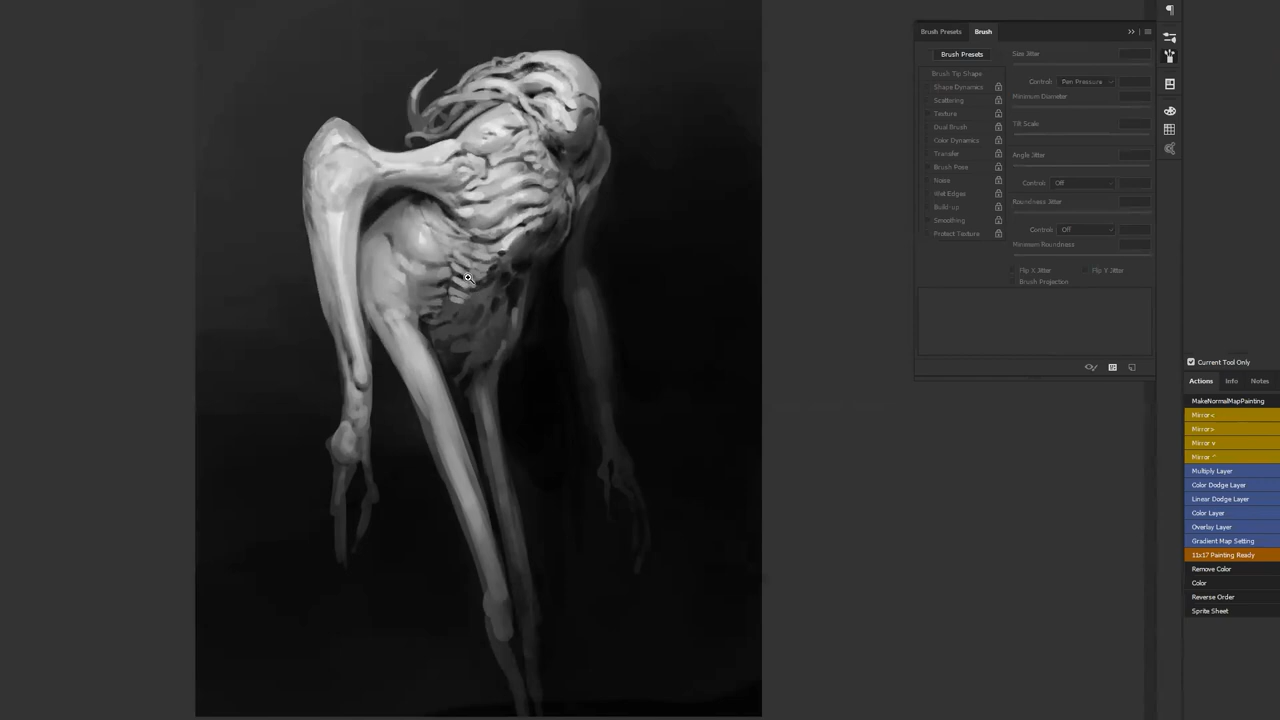 Brush Presets Brush
Brush Presets
Size Jitter
Brush Tip Shape
Control: Pen Pressure
Shape Dynamics
Minimum Diameter
Scattering
Texture
Tilt Scale
Dual Brush
Color Dynamics
Transfer
Angle Jitter
Brush Pose
Noise
Control: Off
Wet Edges
Roundness Jitter
Build-up
Smoothing
Control: Off
Protect Texture
Minimum Roundness
Flip X Jitter Flip Y Jitter
Brush Projection
Current Tool Only
Actions Info Notes
MakeNormalMapPainting
Mirror <
Mirror >
Mirror v
Mirror ^
Multiply Layer
Color Dodge Layer
Linear Dodge Layer
Color Layer
Overlay Layer
Gradient Map Setting
11x17 Painting Ready
Remove Color
Color
Reverse Order
Sprite Sheet